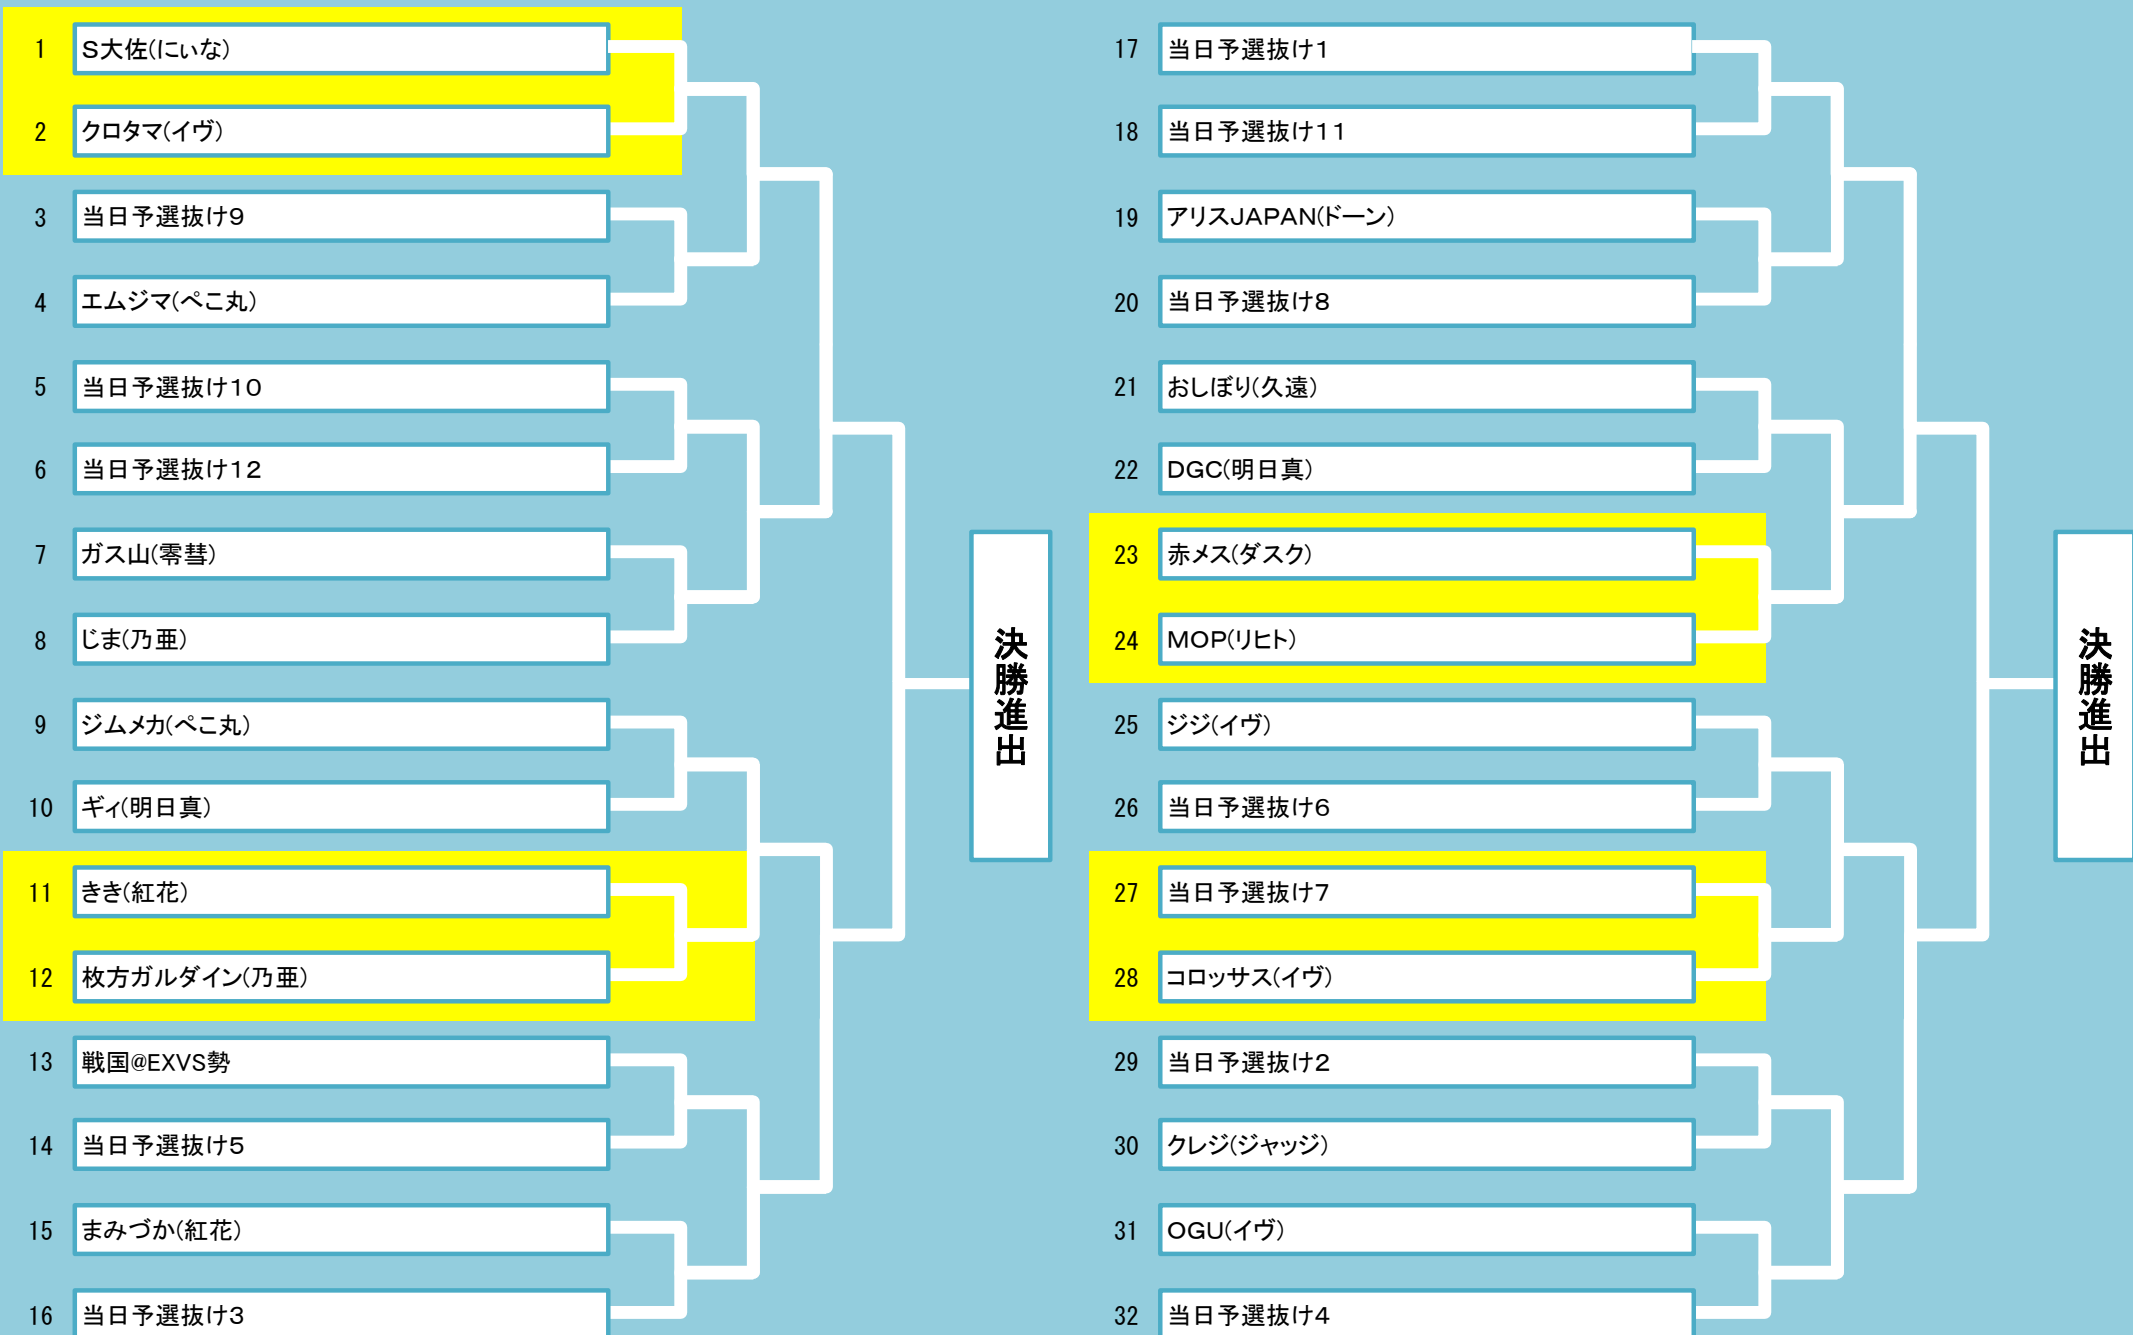 1 S大佐(にぃな)
2 クロタマ(イヴ)
3 当日予選抜け9
4 エムジマ(ぺこ丸)
5 当日予選抜け10
6 当日予選抜け12
7 ガス山(零彗)
8 じま(乃亜)
9 ジムメカ(ぺこ丸)
10 ギィ(明日真)
11 きき(紅花)
12 枚方ガルダイン(乃亜)
13 戦国@EXVS勢
14 当日予選抜け5
15 まみづか(紅花)
16 当日予選抜け3
決勝進出
17 当日予選抜け1
18 当日予選抜け11
19 アリスJAPAN(ドーン)
20 当日予選抜け8
21 おしぼり(久遠)
22 DGC(明日真)
23 赤メス(ダスク)
24 MOP(リヒト)
25 ジジ(イヴ)
26 当日予選抜け6
27 当日予選抜け7
28 コロッサス(イヴ)
29 当日予選抜け2
30 クレジ(ジャッジ)
31 OGU(イヴ)
32 当日予選抜け4
決勝進出